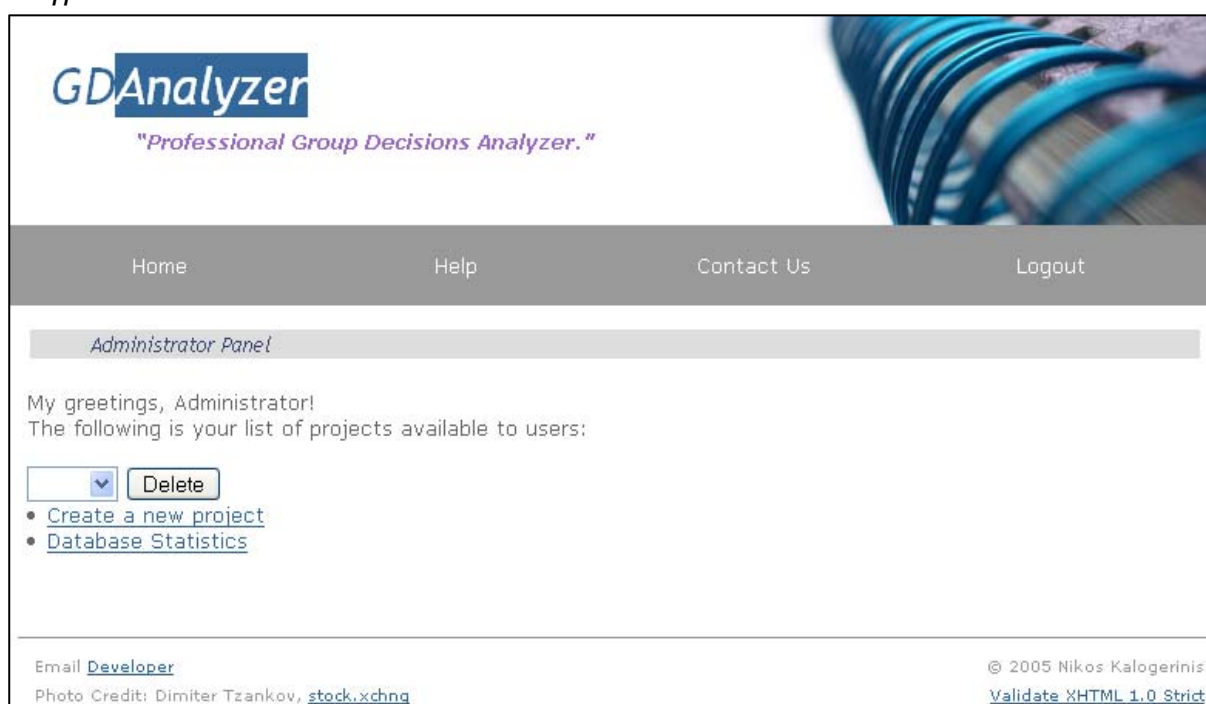 GDAnalyzer
"Professional Group Decisions Analyzer."
Home Help Contact Us Logout
Administrator Panel
My greetings, Administrator!
The following is your list of projects available to users:
Delete
• Create a new project
• Database Statistics
Email Developer © 2005 Nikos Kalogerinis
Photo Credit: Dimiter Tzankov, stock.xchng Validate XHTML 1.0 Strict